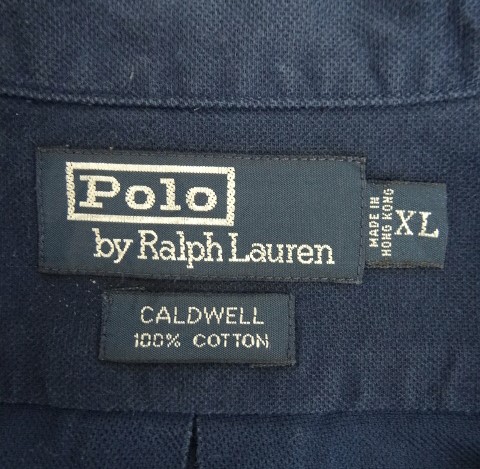 Polo
by Ralph Lauren
MADE IN
HONG KONG
XL
CALDWELL
100% COTTON